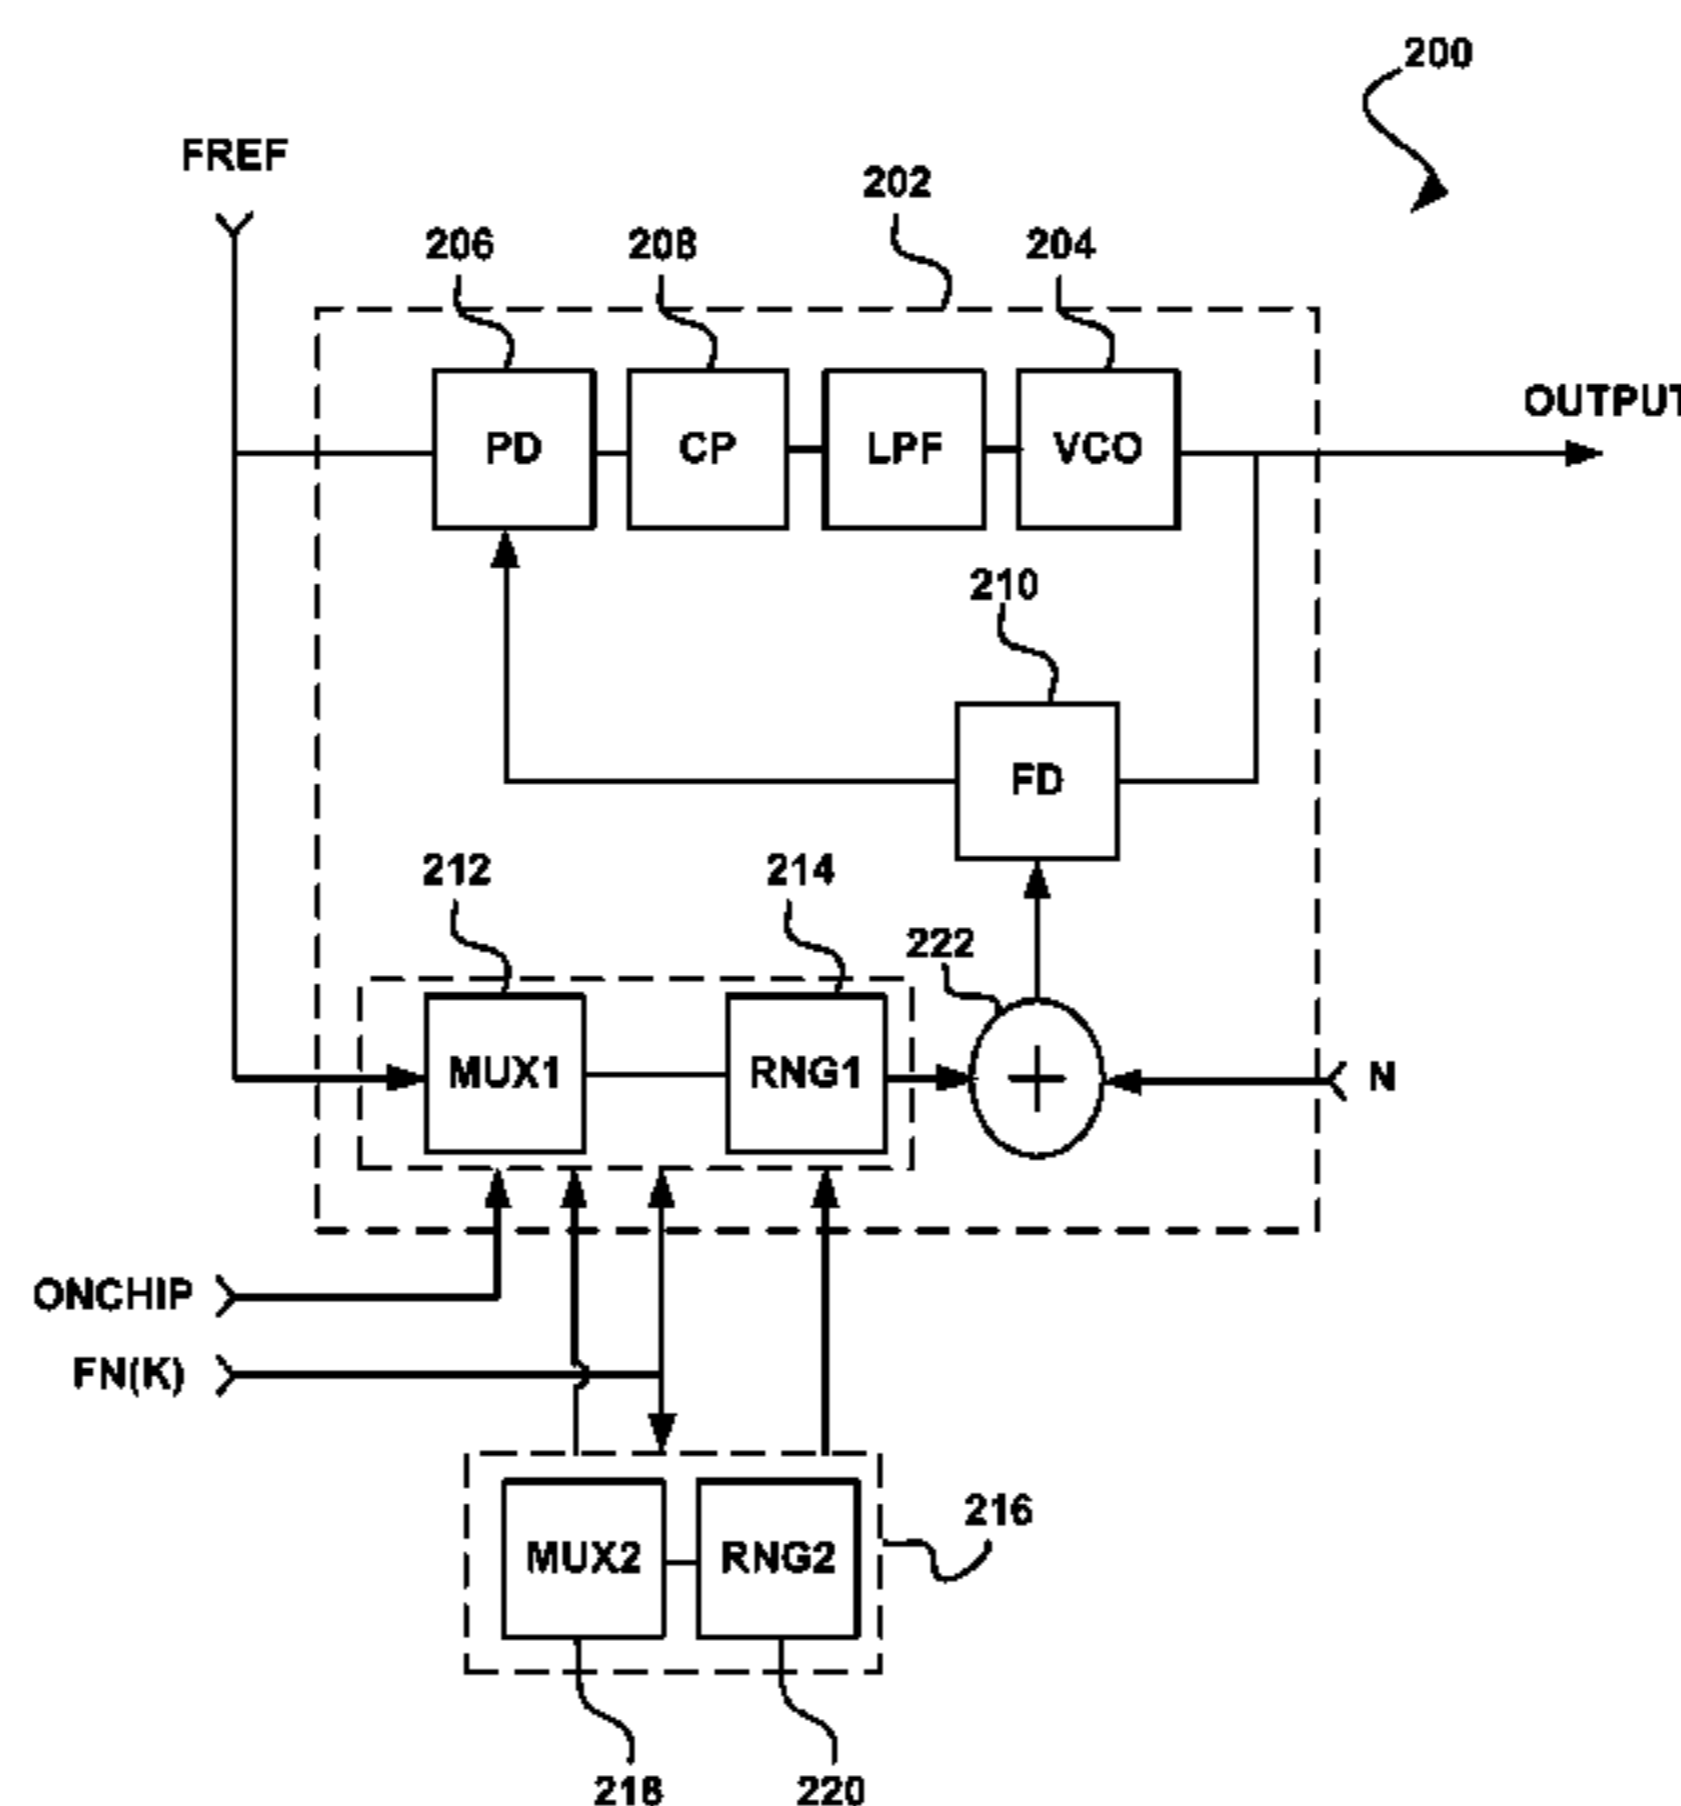 200
FREF
202
206
208
204
OUTPUT
PD
CP
LPF
VCO
210
FD
212
214
222
MUX1
RNG1
N
ONCHIP
FN(K)
216
MUX2
RNG2
218
220